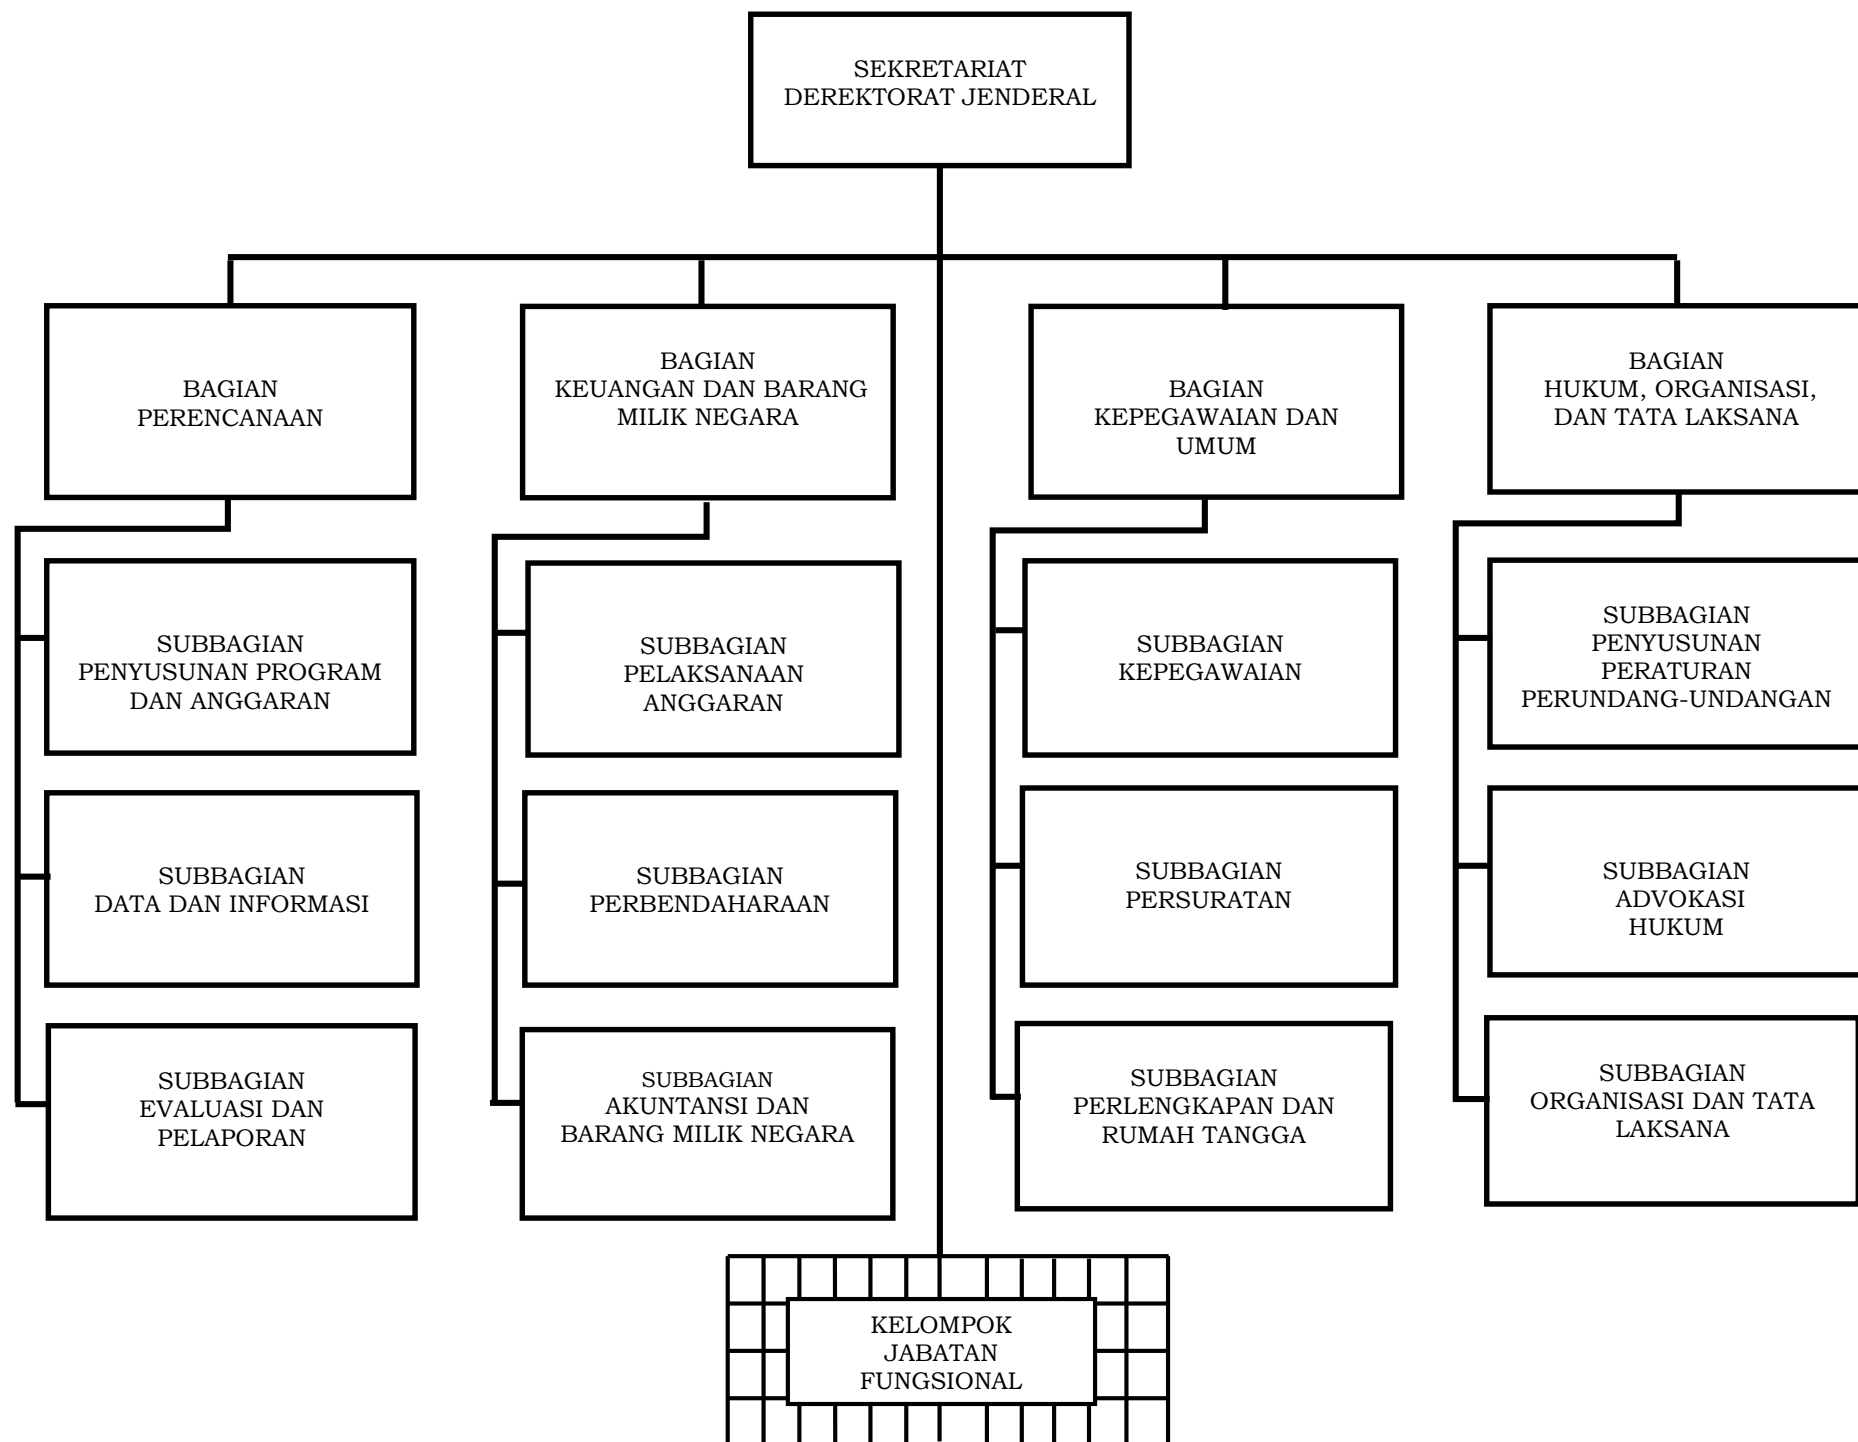 SEKRETARIAT
DEREKTORAT JENDERAL
BAGIAN
PERENCANAAN
BAGIAN
KEUANGAN DAN BARANG
MILIK NEGARA
BAGIAN
KEPEGAWAIAN DAN
UMUM
BAGIAN
HUKUM, ORGANISASI,
DAN TATA LAKSANA
SUBBAGIAN
PENYUSUNAN PROGRAM
DAN ANGGARAN
SUBBAGIAN
PELAKSANAAN
ANGGARAN
SUBBAGIAN
KEPEGAWAIAN
SUBBAGIAN
PENYUSUNAN
PERATURAN
PERUNDANG-UNDANGAN
SUBBAGIAN
DATA DAN INFORMASI
SUBBAGIAN
PERBENDAHARAAN
SUBBAGIAN
PERSURATAN
SUBBAGIAN
ADVOKASI
HUKUM
SUBBAGIAN
EVALUASI DAN
PELAPORAN
SUBBAGIAN
AKUNTANSI DAN
BARANG MILIK NEGARA
SUBBAGIAN
PERLENGKAPAN DAN
RUMAH TANGGA
SUBBAGIAN
ORGANISASI DAN TATA
LAKSANA
KELOMPOK
JABATAN
FUNGSIONAL